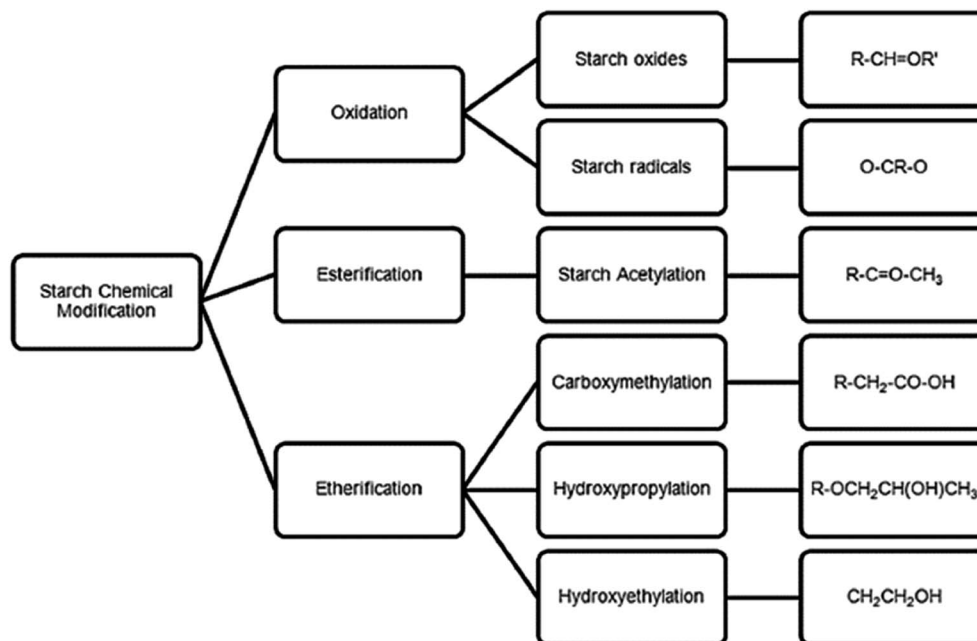 Starch oxides
R-CH=OR'
Oxidation
Starch radicals
O-CR-O
Starch Chemical
Modification
Esterification
Starch Acetylation
R-C=O-CH₃
Carboxymethylation
R-CH₂-CO-OH
Etherification
Hydroxypropylation
R-OCH₂CH(OH)CH₃
Hydroxyethylation
CH₂CH₂OH